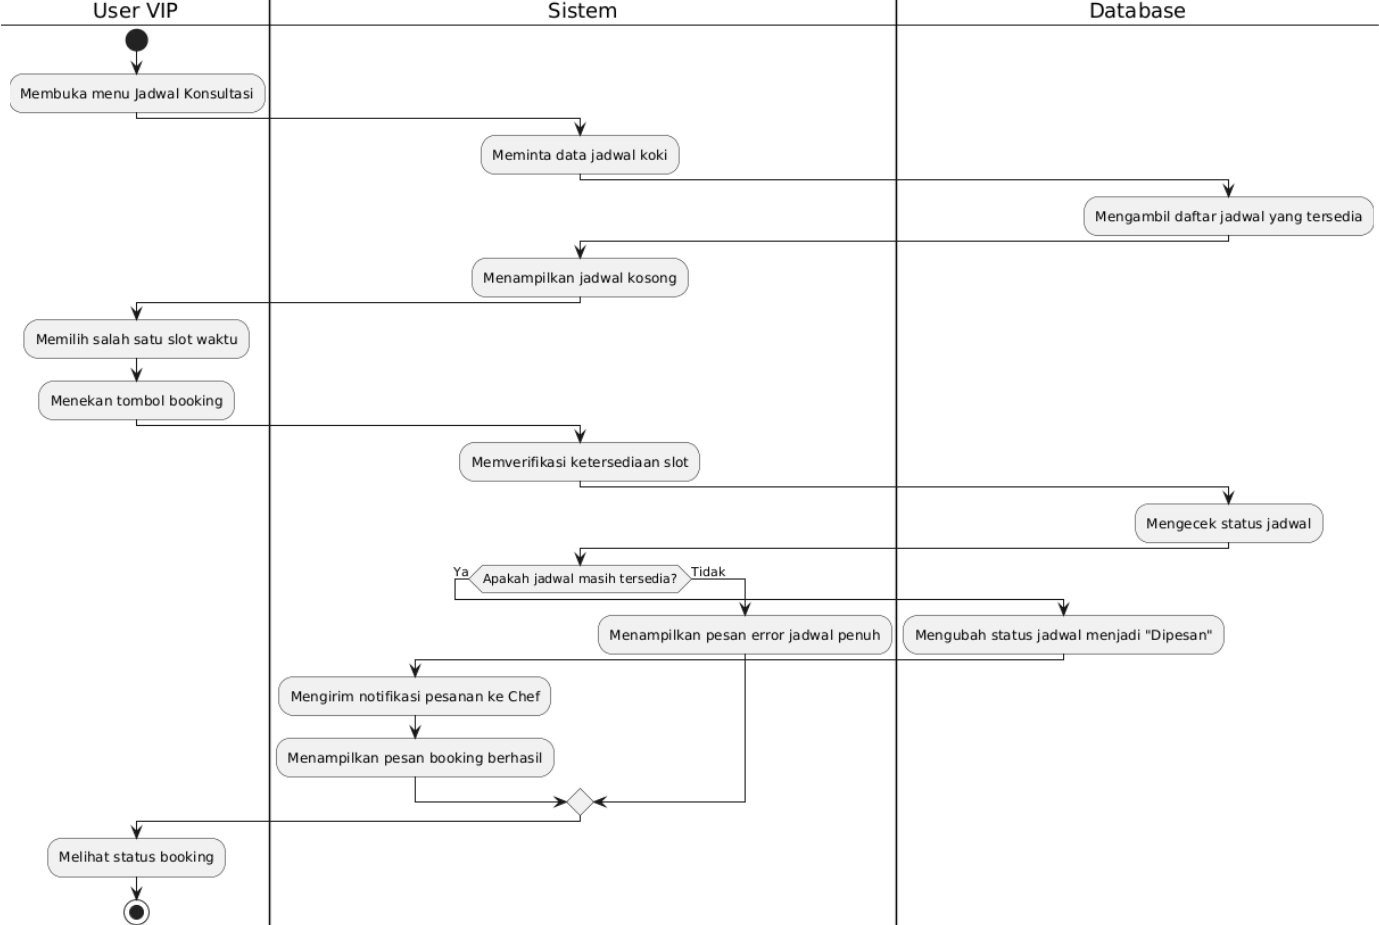 User VIP
Sistem
Database
Membuka menu Jadwal Konsultasi
Meminta data jadwal koki
Mengambil daftar jadwal yang tersedia
Menampilkan jadwal kosong
Memilih salah satu slot waktu
Menekan tombol booking
Memverifikasi ketersediaan slot
Mengecek status jadwal
Ya
Apakah jadwal masih tersedia?
Tidak
Menampilkan pesan error jadwal penuh
Mengubah status jadwal menjadi "Dipesan"
Mengirim notifikasi pesanan ke Chef
Menampilkan pesan booking berhasil
Melihat status booking